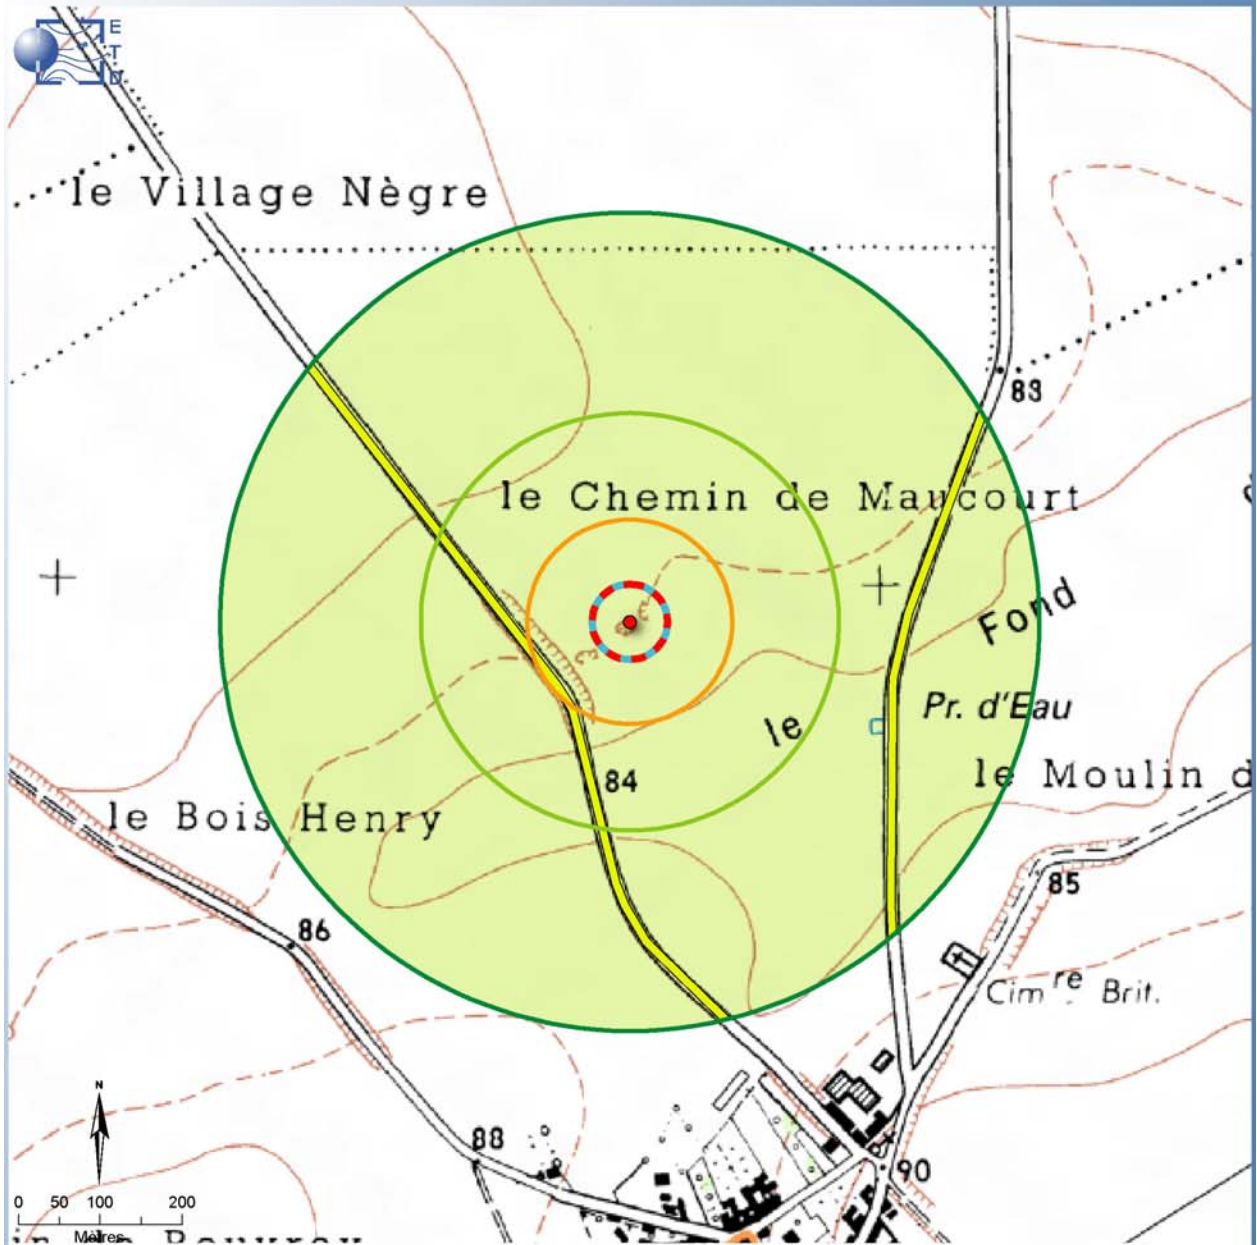 E
T
D
le Village Nègre
83
le Chemin de Maucourt
Fond
Pr. d'Eau
le
84
le Moulin d
le Bois Henry
85
86
Cim re Brit.
N
88
90
0 50 100 200
Mètres